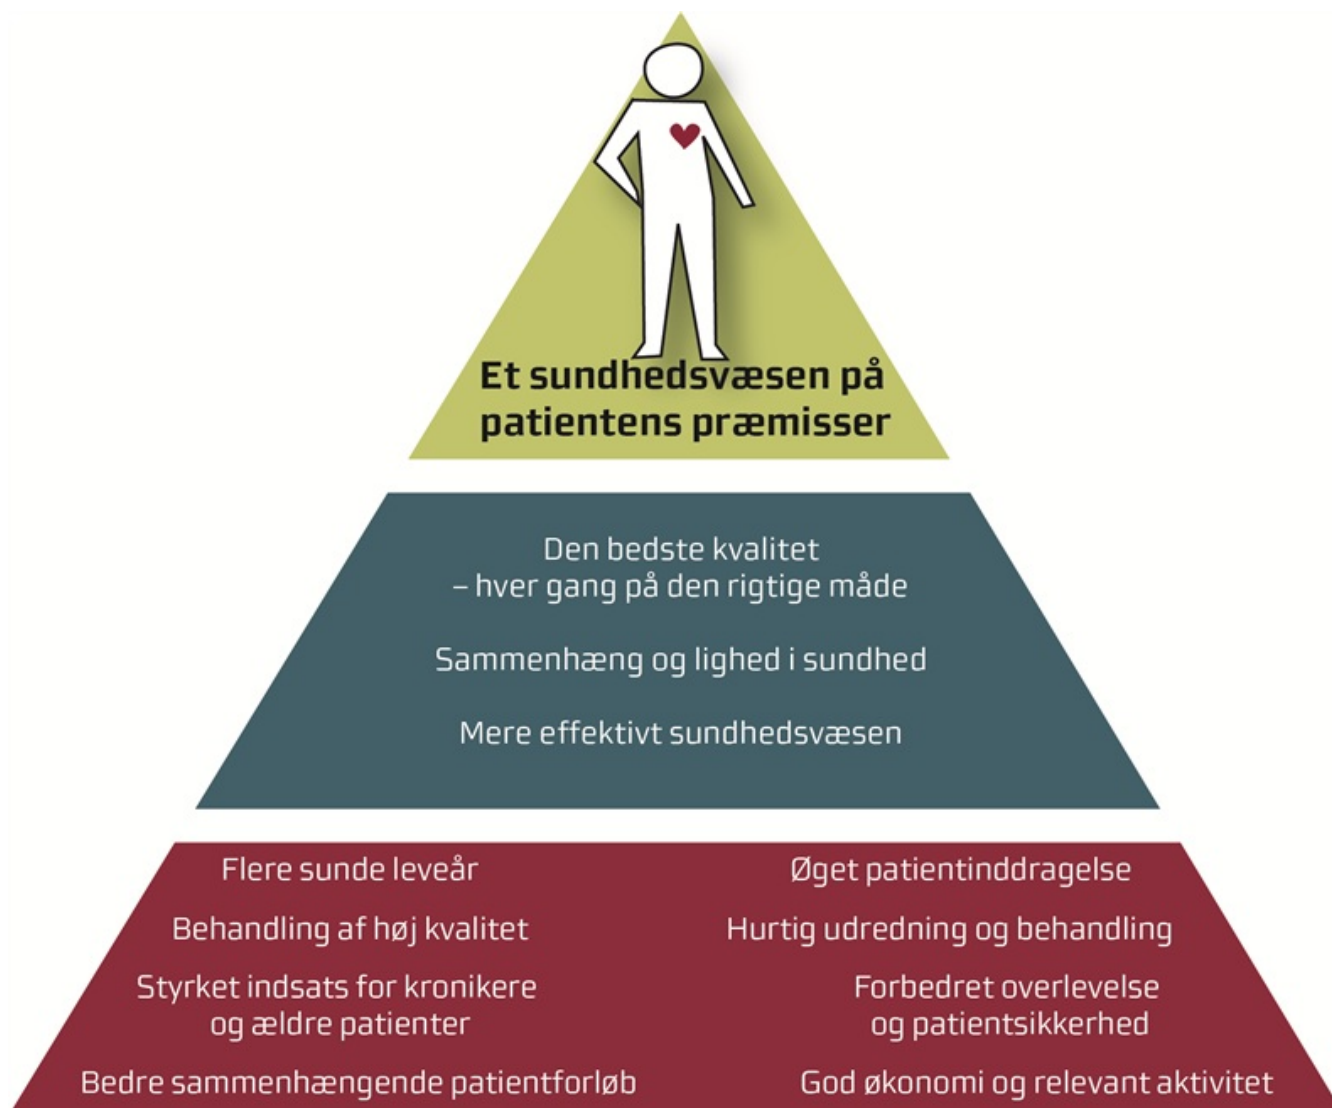 Et sundhedsvæsen på
patientens præmisser
Den bedste kvalitet
– hver gang på den rigtige måde
Sammenhæng og lighed i sundhed
Mere effektivt sundhedsvæsen
Flere sunde leveår
Behandling af høj kvalitet
Styrket indsats for kronikere
og ældre patienter
Bedre sammenhængende patientforløb
Øget patientinddragelse
Hurtig udredning og behandling
Forbedret overlevelse
og patientsikkerhed
God økonomi og relevant aktivitet